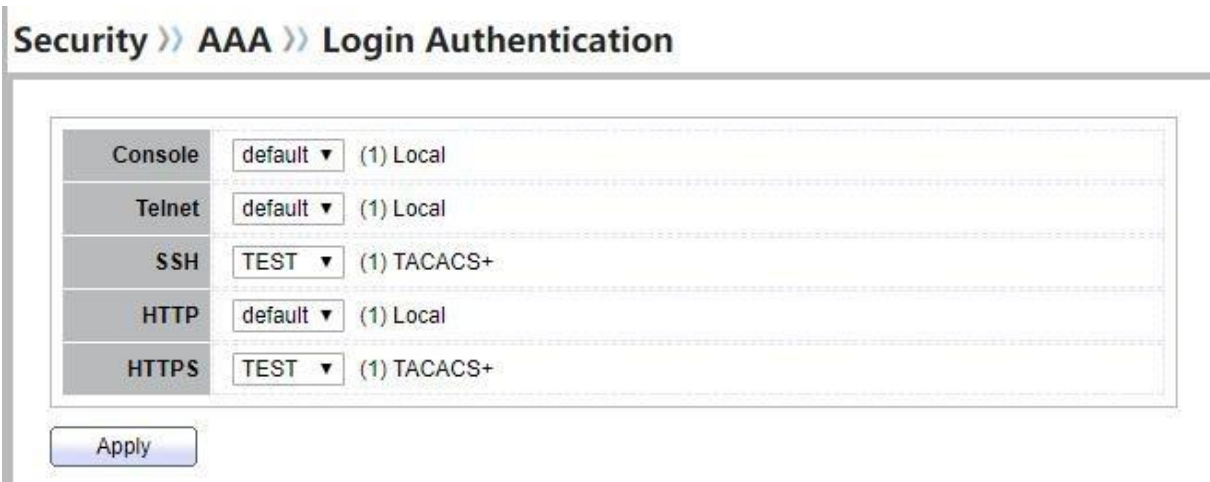 Security » AAA » Login Authentication
Console default ▼ (1) Local
Telnet default ▼ (1) Local
SSH TEST ▼ (1) TACACS+
HTTP default ▼ (1) Local
HTTPS TEST ▼ (1) TACACS+
Apply